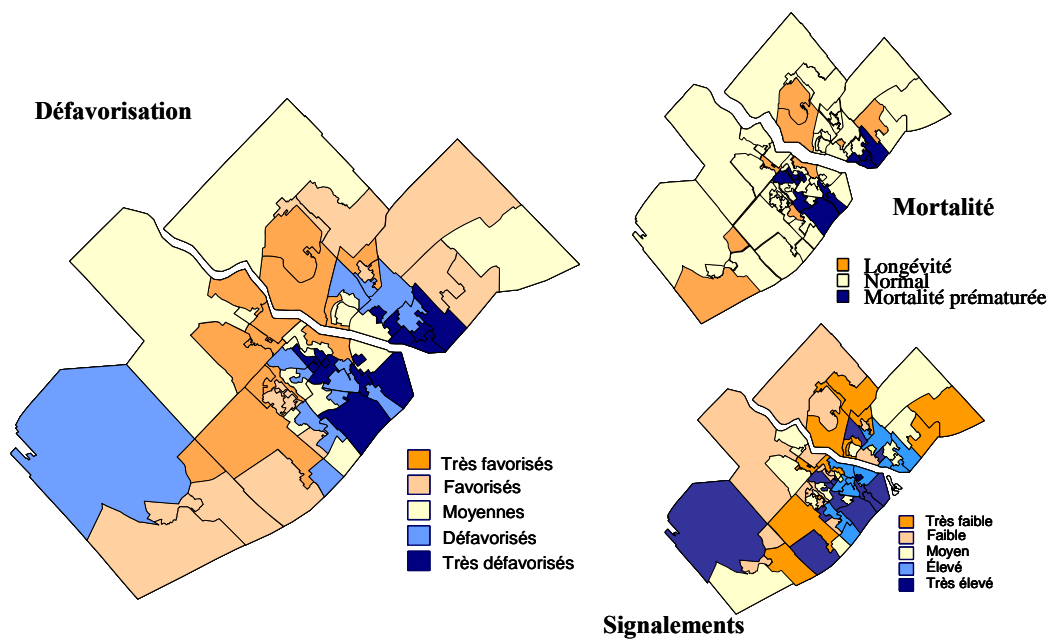 Défavorisation
Très favorisés
Favorisés
Moyennes
Défavorisés
Très défavorisés
Mortalité
Longévité
Normal
Mortalité prématurée
Très faible
Faible
Moyen
Élevé
Très élevé
Signalements